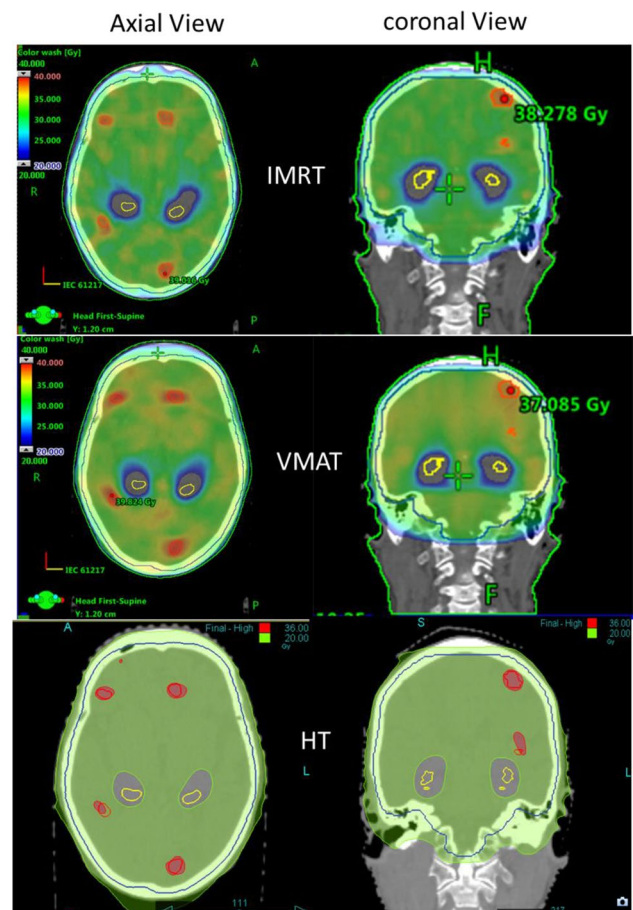 Axial View
coronal View
Color wash [Gy]
40.000
40.000
35.000
30.000
25.000
20.000
20.000
A
R
P
IEC 61217
Head First-Supine
Y: 1.20 cm
H
38.278 Gy
F
IMRT
Color wash [Gy]
40.000
40.000
35.000
30.000
25.000
20.000
20.000
A
R
P
39.824 Gy
IEC 61217
Head First-Supine
Y: 1.20 cm
H
37.085 Gy
F
VMAT
A
Final - High
36.00
20.00
Gy
L
111
S
Final - High
36.00
20.00
Gy
L
HT